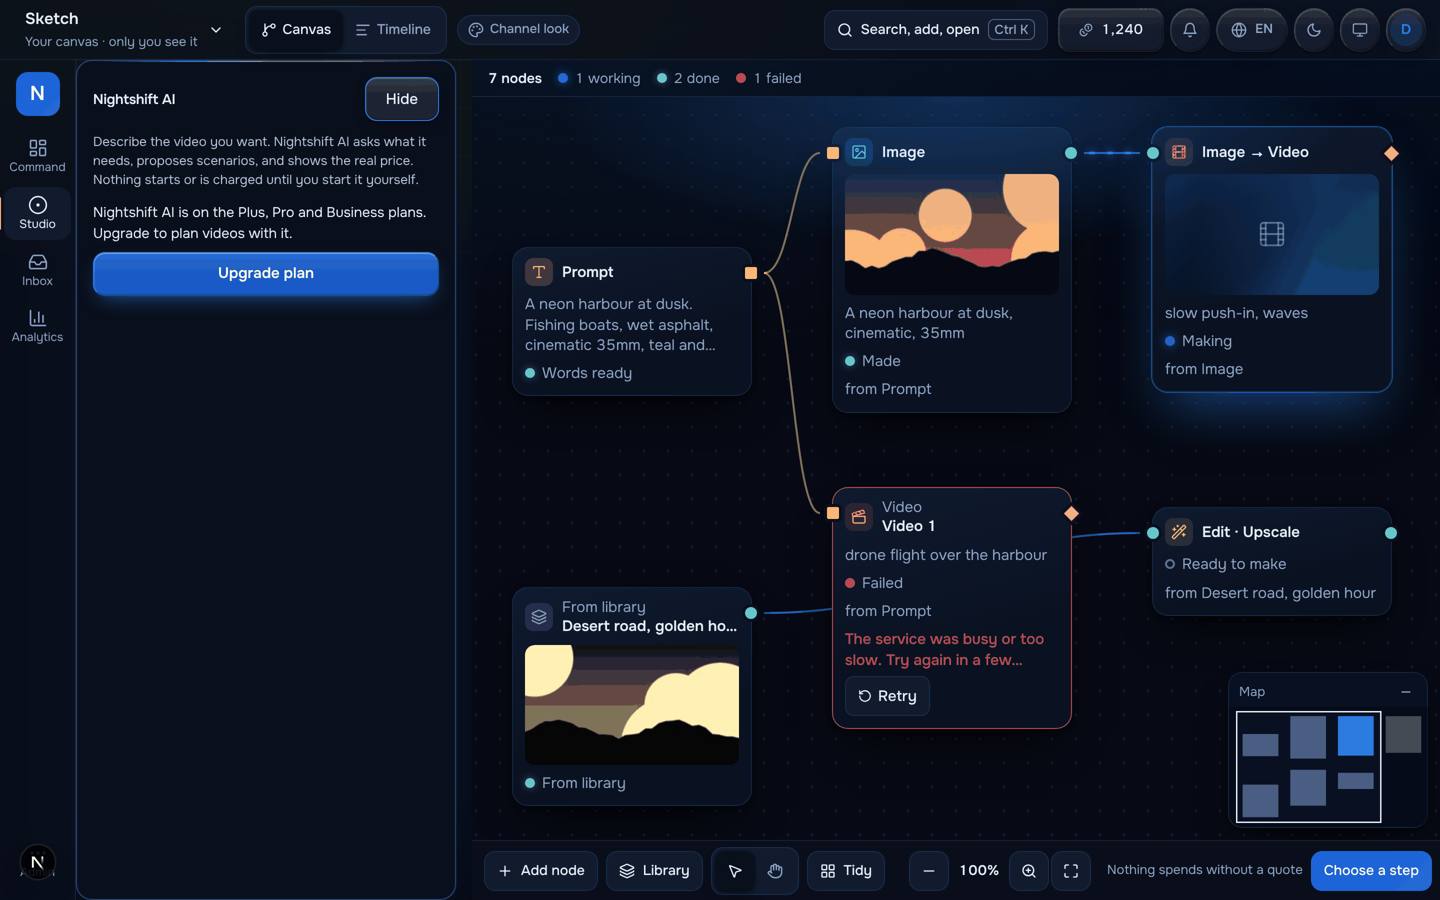 Sketch
Your canvas · only you see it
Canvas
Timeline
Channel look
Search, add, open
Ctrl K
1,240
EN
D
N
Command
Studio
Inbox
Analytics
N
Nightshift AI
Hide
Describe the video you want. Nightshift AI asks what it
needs, proposes scenarios, and shows the real price.
Nothing starts or is charged until you start it yourself.
Nightshift AI is on the Plus, Pro and Business plans.
Upgrade to plan videos with it.
Upgrade plan
7 nodes
1 working
2 done
1 failed
Prompt
A neon harbour at dusk.
Fishing boats, wet asphalt,
cinematic 35mm, teal and...
Words ready
Image
A neon harbour at dusk,
cinematic, 35mm
Made
from Prompt
Image → Video
slow push-in, waves
Making
from Image
From library
Desert road, golden ho...
From library
Video
Video 1
drone flight over the harbour
Failed
from Prompt
The service was busy or too
slow. Try again in a few...
Retry
Edit · Upscale
Ready to make
from Desert road, golden hour
Map
Add node
Library
Tidy
100%
Nothing spends without a quote
Choose a step